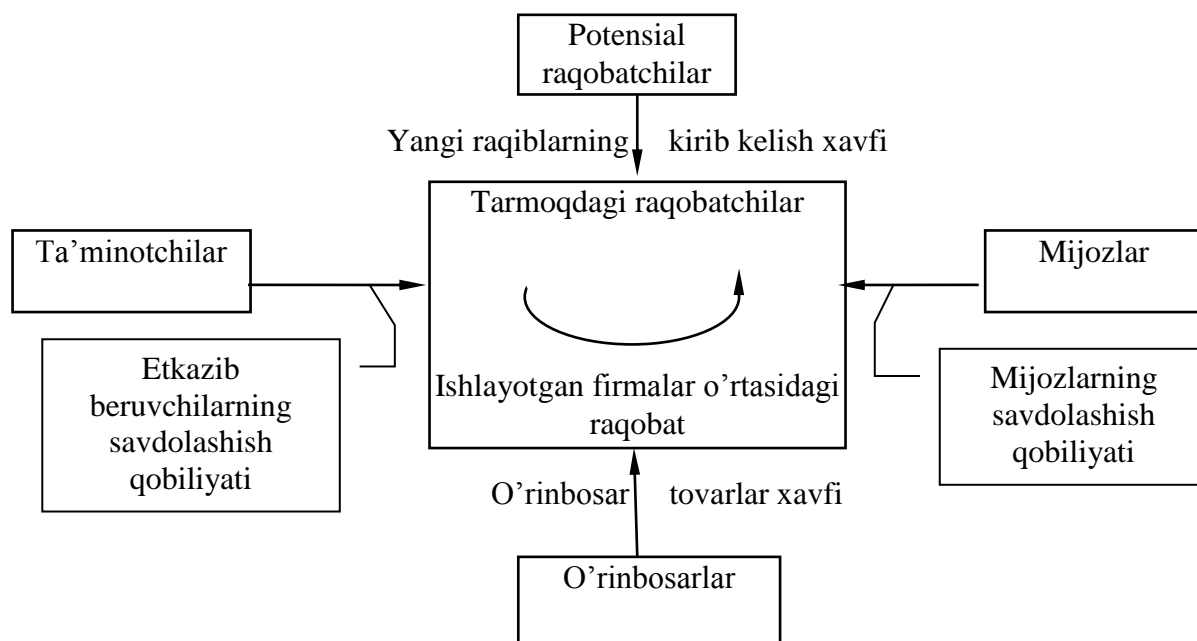 Potensial
raqobatchilar
Yangi raqiblarning kirib kelish xavfi
Tarmoqdagi raqobatchilar
Ta’minotchilar
Mijozlar
Etkazib
beruvchilarning
savdolashish
qobiliyati
Ishlayotgan firmalar o’rtasidagi
raqobat
Mijozlarning
savdolashish
qobiliyati
O’rinbosar tovarlar xavfi
O’rinbosarlar